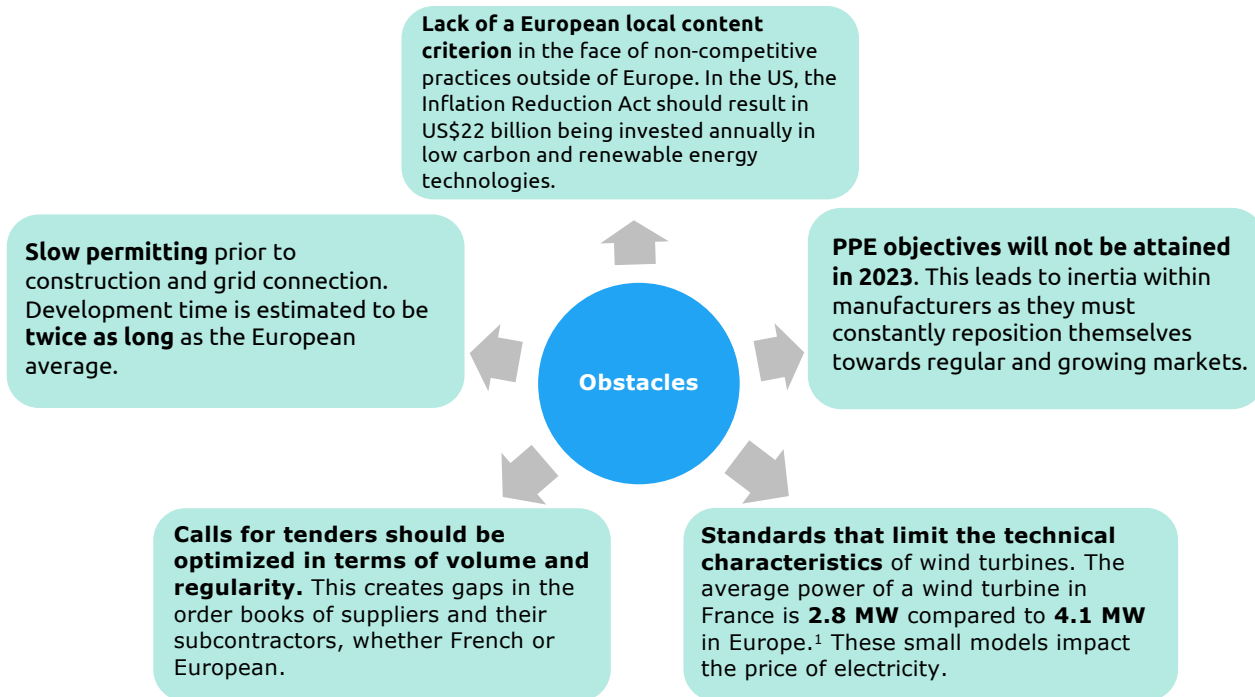 Lack of a European local content
criterion in the face of non-competitive
practices outside of Europe. In the US, the
Inflation Reduction Act should result in
US$22 billion being invested annually in
low carbon and renewable energy
technologies.
Slow permitting prior to
construction and grid connection.
Development time is estimated to be
twice as long as the European
average.
PPE objectives will not be attained
in 2023. This leads to inertia within
manufacturers as they must
constantly reposition themselves
towards regular and growing markets.
Obstacles
Calls for tenders should be
optimized in terms of volume and
regularity. This creates gaps in the
order books of suppliers and their
subcontractors, whether French or
European.
Standards that limit the technical
characteristics of wind turbines. The
average power of a wind turbine in
France is 2.8 MW compared to 4.1 MW
in Europe.¹ These small models impact
the price of electricity.